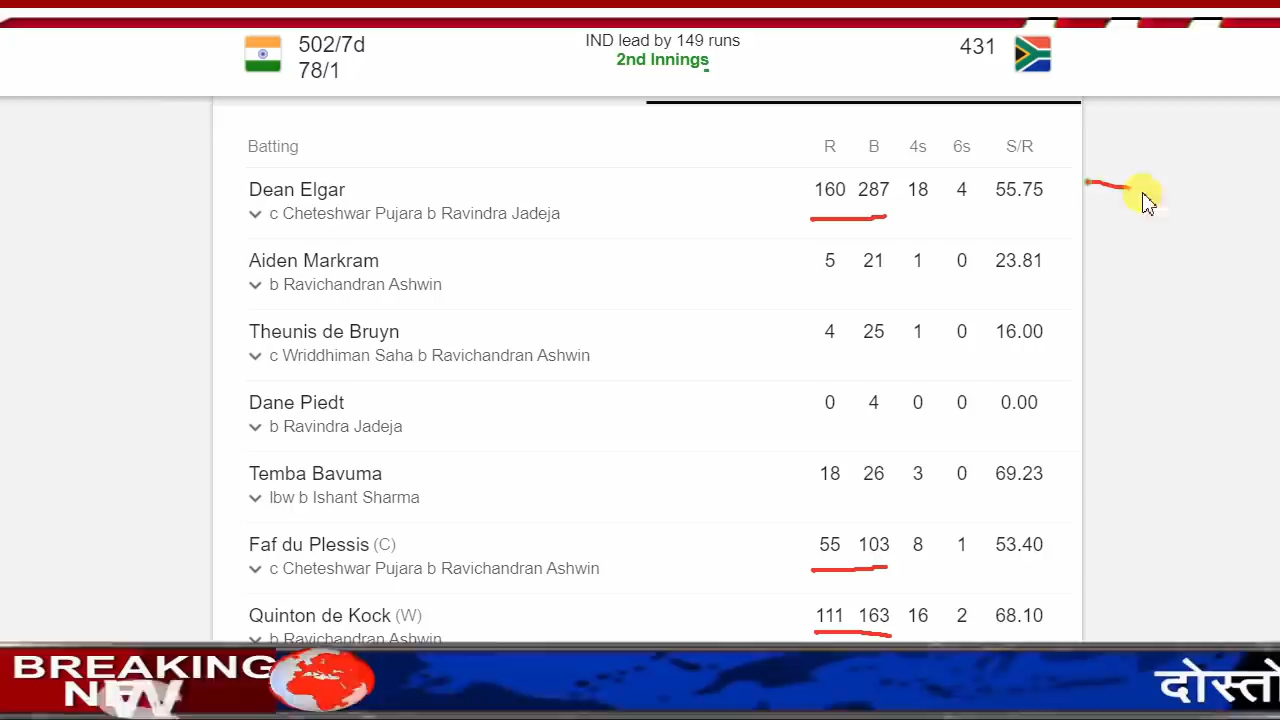 502/7d
78/1
IND lead by 149 runs
2nd Innings
431
Batting R B 4s 6s S/R
Dean Elgar 160 287 18 4 55.75
c Cheteshwar Pujara b Ravindra Jadeja
Aiden Markram 5 21 1 0 23.81
b Ravichandran Ashwin
Theunis de Bruyn 4 25 1 0 16.00
c Wriddhiman Saha b Ravichandran Ashwin
Dane Piedt 0 4 0 0 0.00
b Ravindra Jadeja
Temba Bavuma 18 26 3 0 69.23
lbw b Ishant Sharma
Faf du Plessis (C) 55 103 8 1 53.40
c Cheteshwar Pujara b Ravichandran Ashwin
Quinton de Kock (W) 111 163 16 2 68.10
b Ravichandran Ashwin
BREAKING
दोस्तो